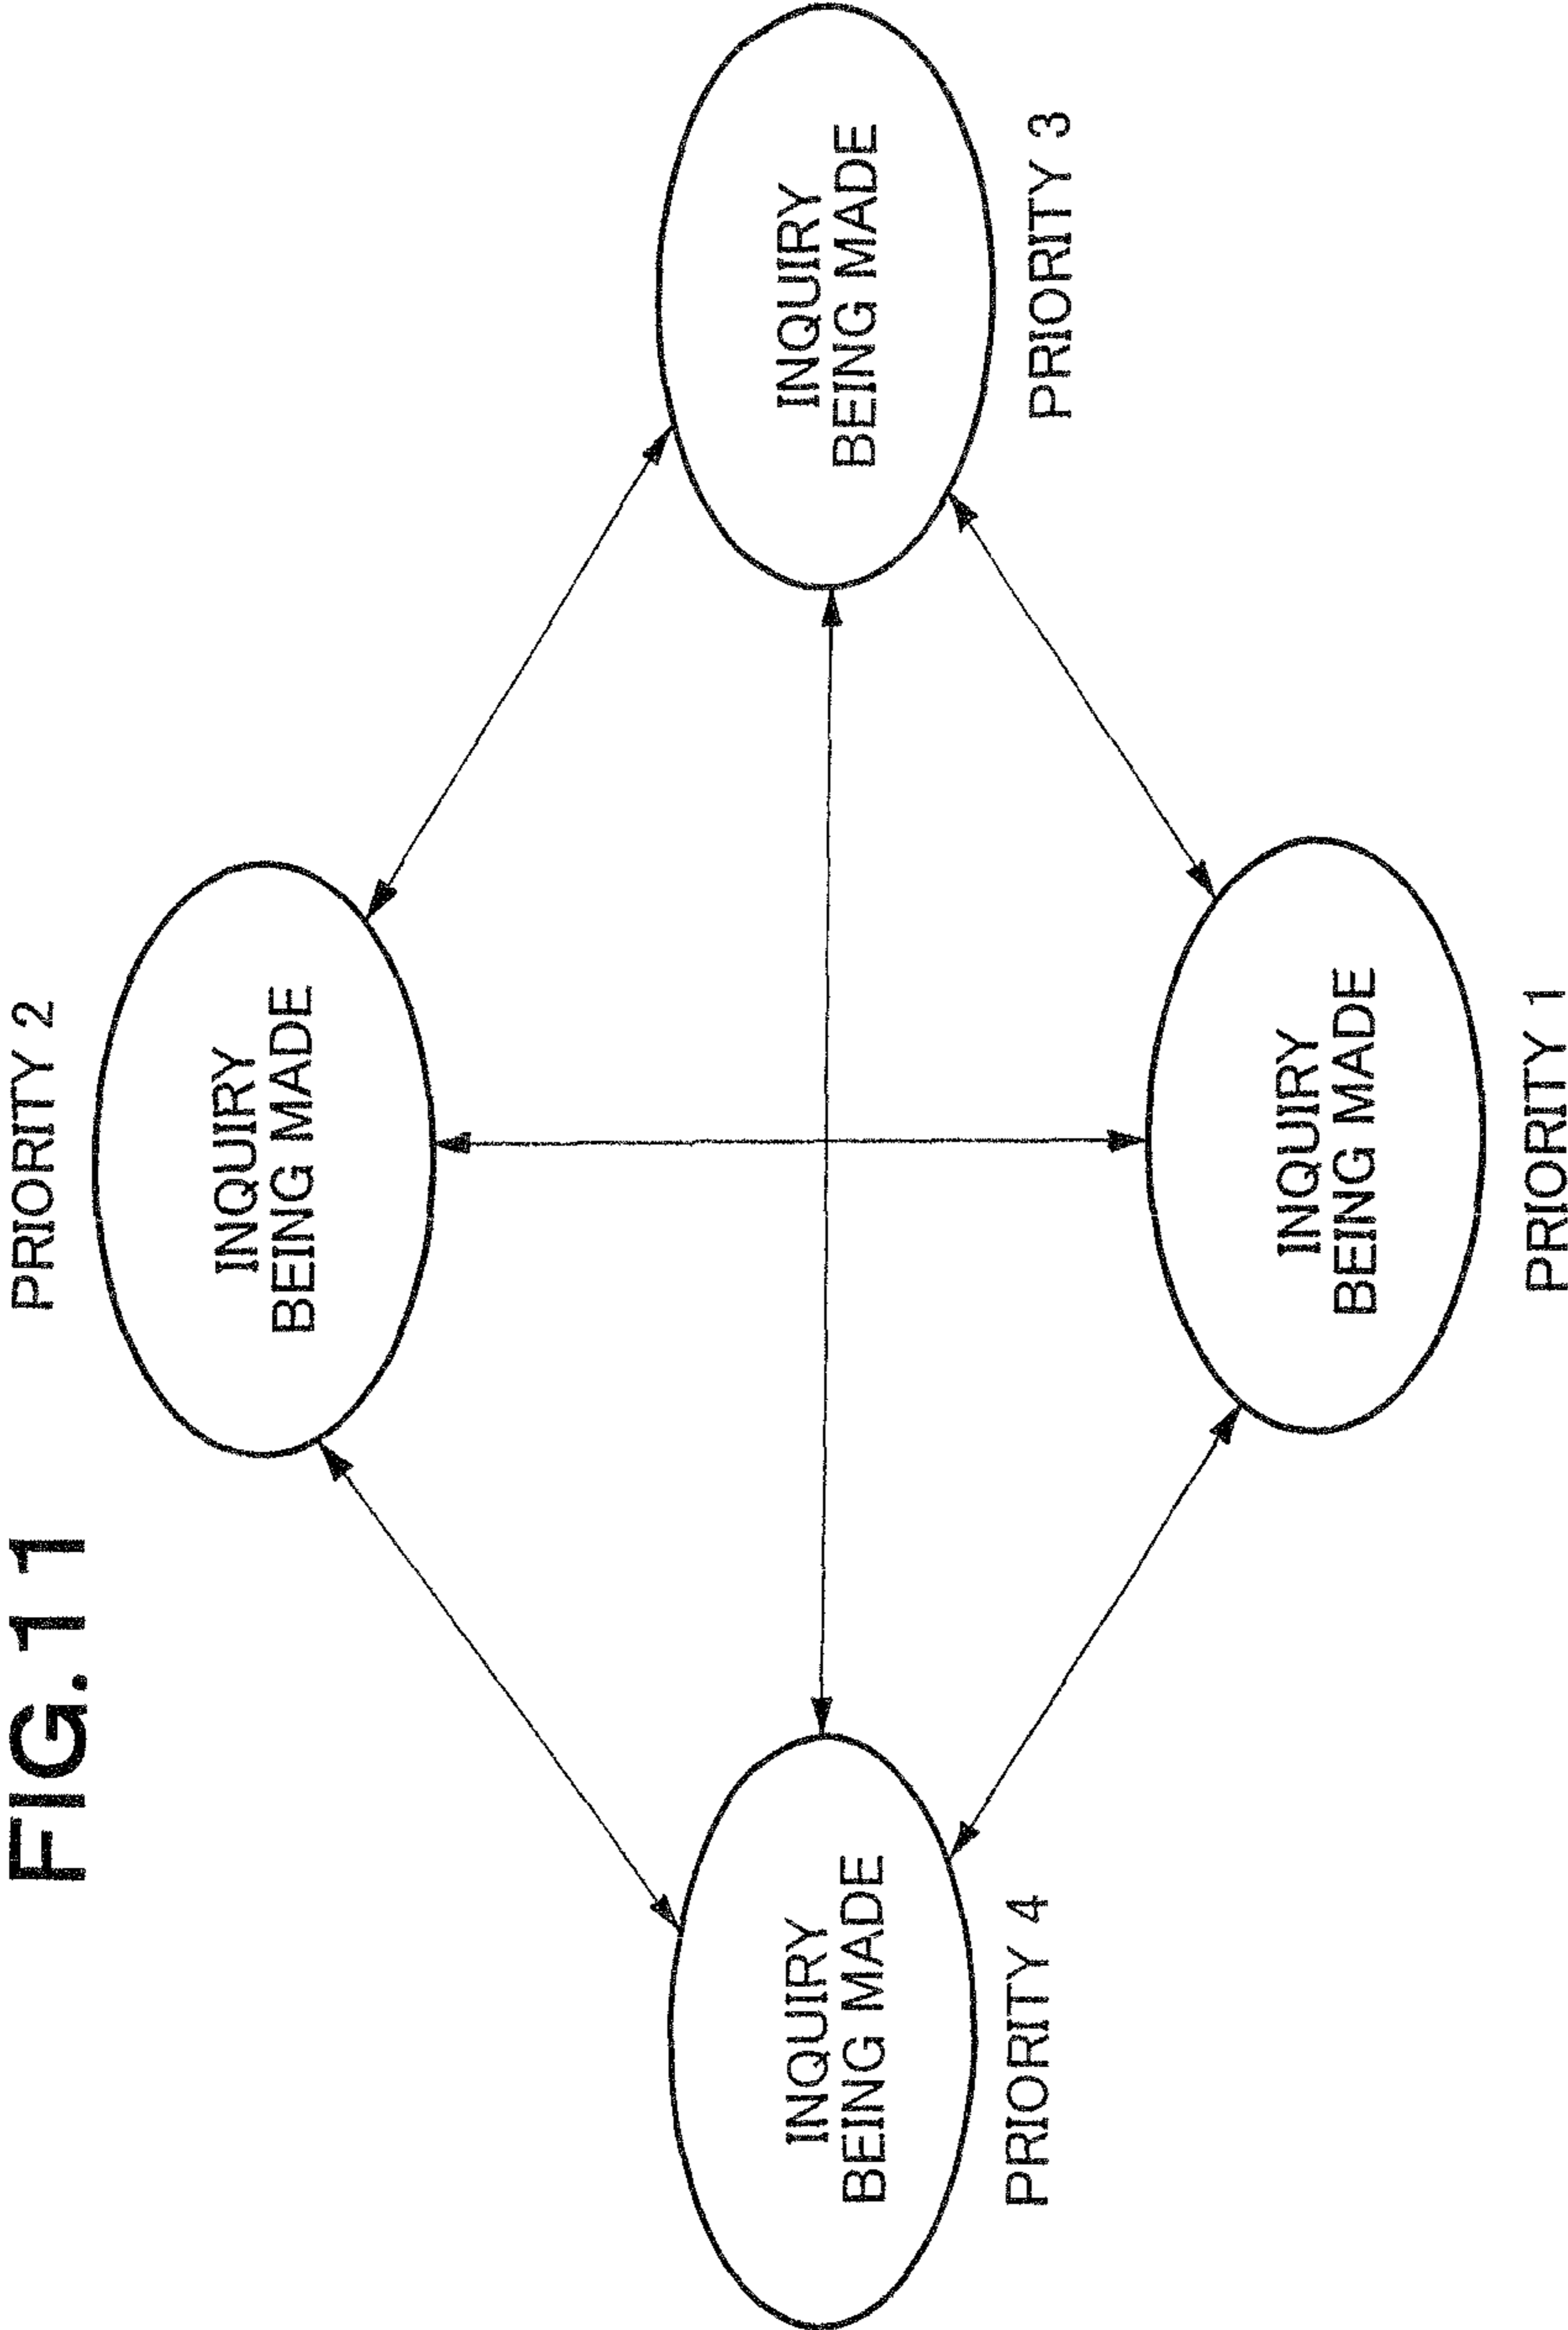 FIG.11
PRIORITY 2
INQUIRY
BEING MADE
INQUIRY
BEING MADE
PRIORITY 4
INQUIRY
BEING MADE
PRIORITY 3
INQUIRY
BEING MADE
PRIORITY 1